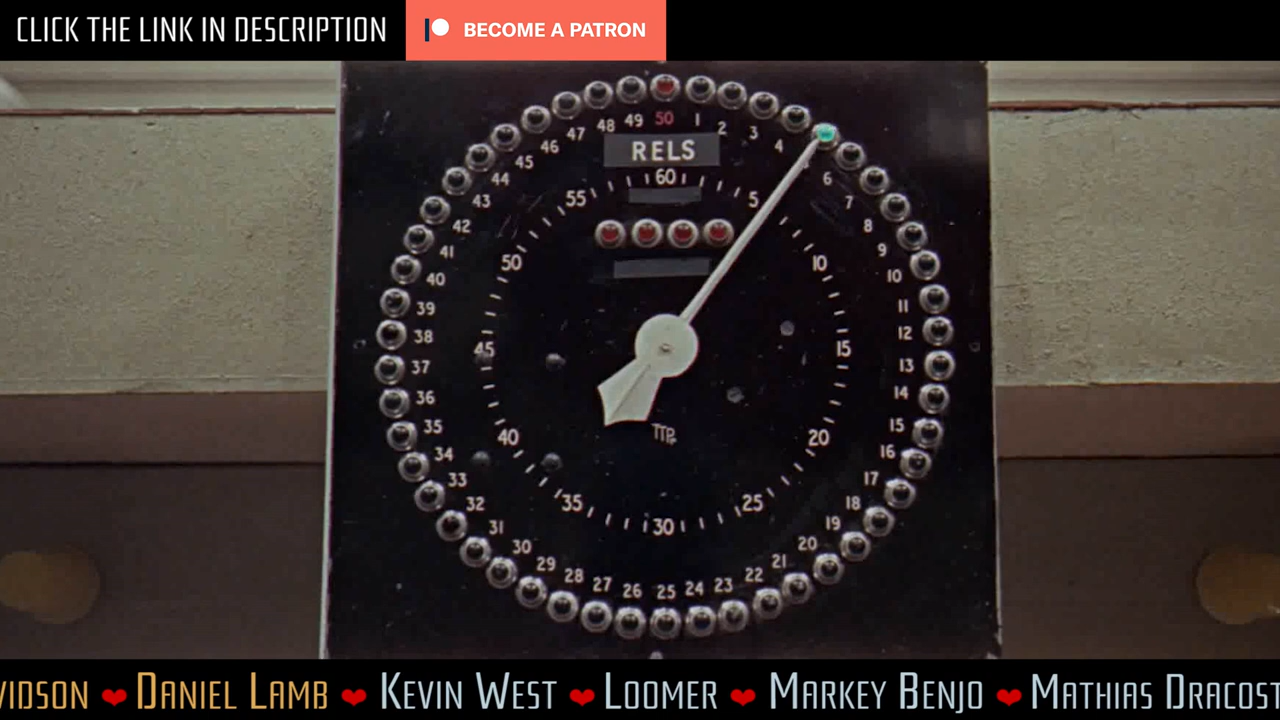 CLICK THE LINK IN DESCRIPTION
BECOME A PATRON
48 49 50 1 2 3 4 6 7 8 9 10 11 12 13 14 15 16 17 18 19 20 21 22 23 24 25 26 27 28 29 30 31 32 33 34 35 36 37 38 39 40 41 42 43 44 45 46 47
RELS
60 5 10 15 20 25 30 35 40 45 50 55
VIDSON ❤ DANIEL LAMB ❤ KEVIN WEST ❤ LOOMER ❤ MARKEY BENJO ❤ MATHIAS DRACOST